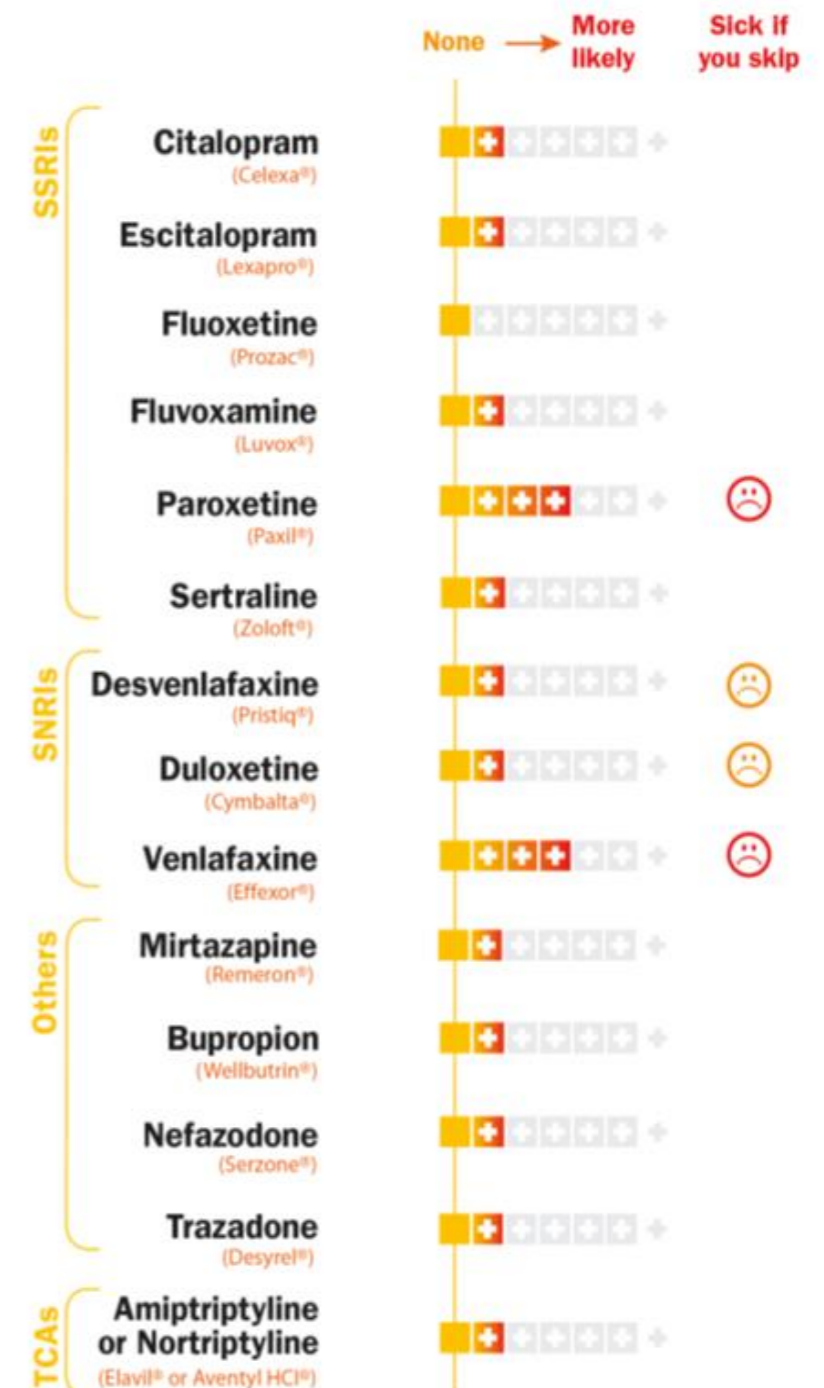 None
More
likely
Sick if
you skip
SSRIs
Citalopram
(Celexa®)
Escitalopram
(Lexapro®)
Fluoxetine
(Prozac®)
Fluvoxamine
(Luvox®)
Paroxetine
(Paxil®)
Sertraline
(Zoloft®)
SNRIs
Desvenlafaxine
(Pristiq®)
Duloxetine
(Cymbalta®)
Venlafaxine
(Effexor®)
Others
Mirtazapine
(Remeron®)
Bupropion
(Wellbutrin®)
Nefazodone
(Serzone®)
Trazadone
(Desyrel®)
TCAs
Amiptriptyline
or Nortriptyline
(Elavil® or Aventyl HCl®)